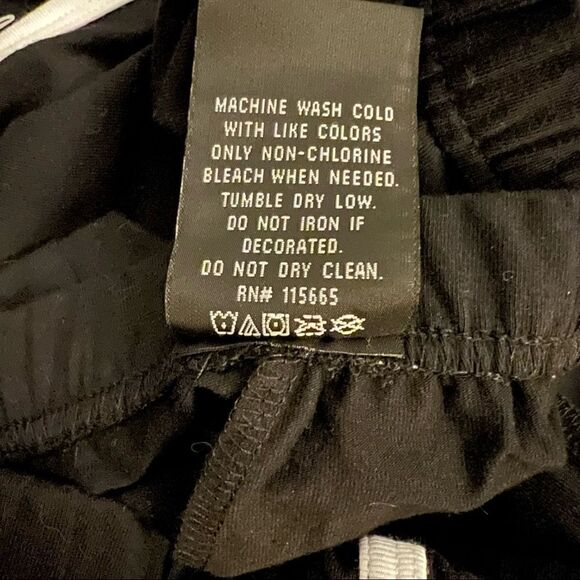 MACHINE WASH COLD
WITH LIKE COLORS
ONLY NON-CHLORINE
BLEACH WHEN NEEDED.
TUMBLE DRY LOW.
DO NOT IRON IF
DECORATED.
DO NOT DRY CLEAN.
RN# 115665